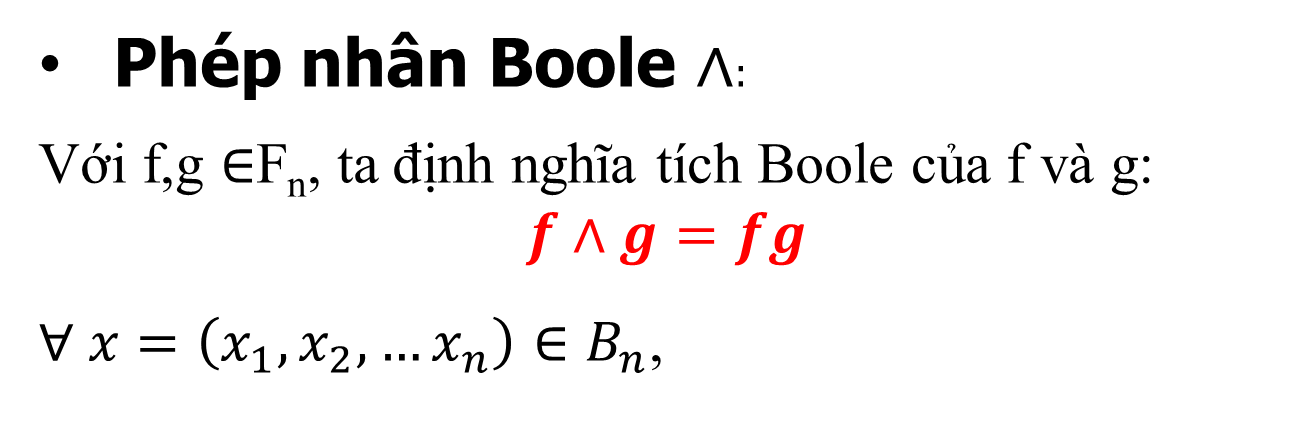 • Phép nhân Boole ∧:
Với f,g ∈Fₙ, ta định nghĩa tích Boole của f và g:
f ∧ g = fg
∀ x = (x₁, x₂, … xₙ) ∈ Bₙ,